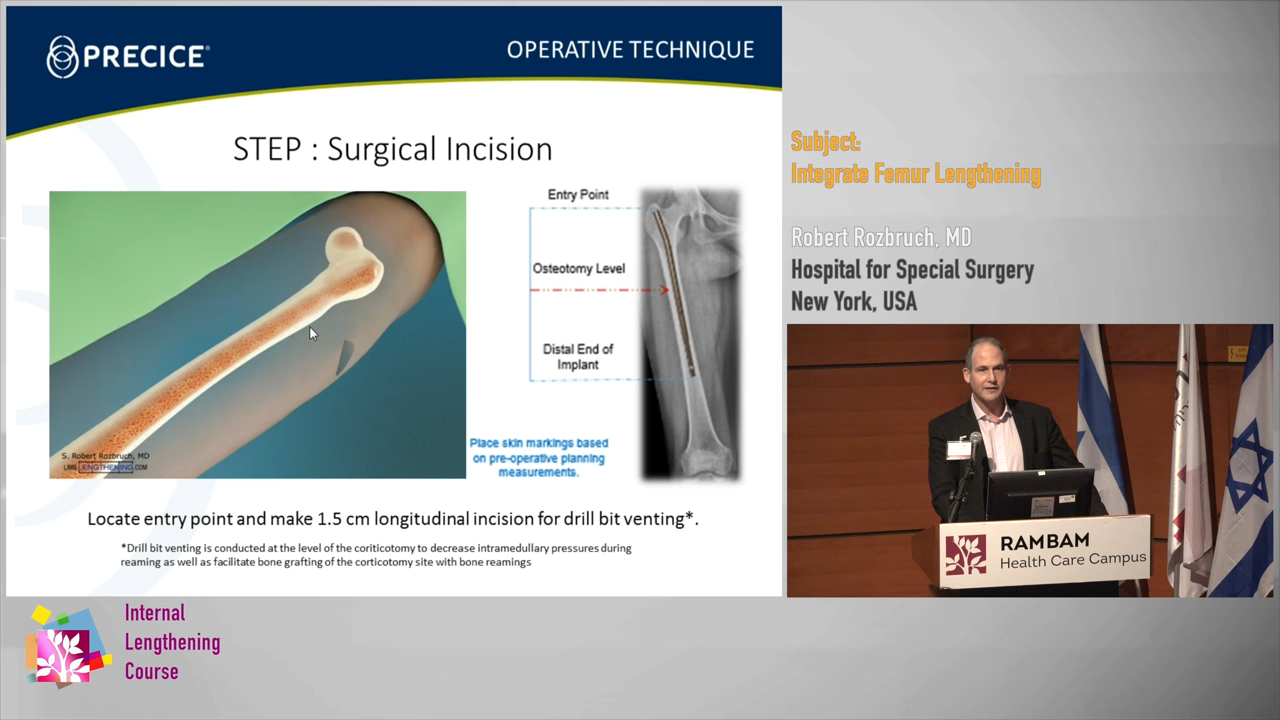 PRECICE®
OPERATIVE TECHNIQUE
STEP : Surgical Incision
Entry Point
Osteotomy Level
Distal End of
Implant
Place skin markings based
on pre-operative planning
measurements.
S. Robert Rozbruch, MD
LIMB LENGTHENING.COM
Locate entry point and make 1.5 cm longitudinal incision for drill bit venting*.
*Drill bit venting is conducted at the level of the coriticotomy to decrease intramedullary pressures during
reaming as well as facilitate bone grafting of the corticotomy site with bone reamings
Subject:
Integrate Femur Lengthening
Robert Rozbruch, MD
Hospital for Special Surgery
New York, USA
RAMBAM
Health Care Campus
Internal
Lengthening
Course